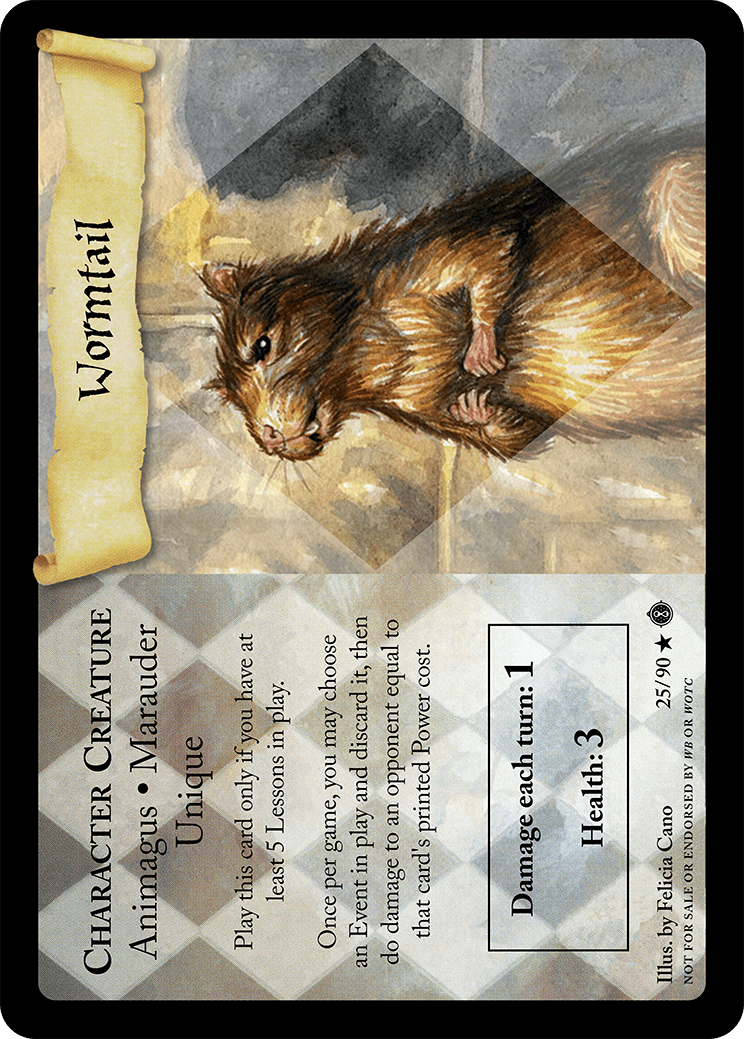 Wormtail
CHARACTER CREATURE
Animagus • Marauder
Unique
Play this card only if you have at
least 5 Lessons in play.
Once per game, you may choose
an Event in play and discard it, then
do damage to an opponent equal to
that card's printed Power cost.
Damage each turn: 1
Health: 3
Illus. by Felicia Cano
25/90 ★
NOT FOR SALE OR ENDORSED BY WB OR WOTC